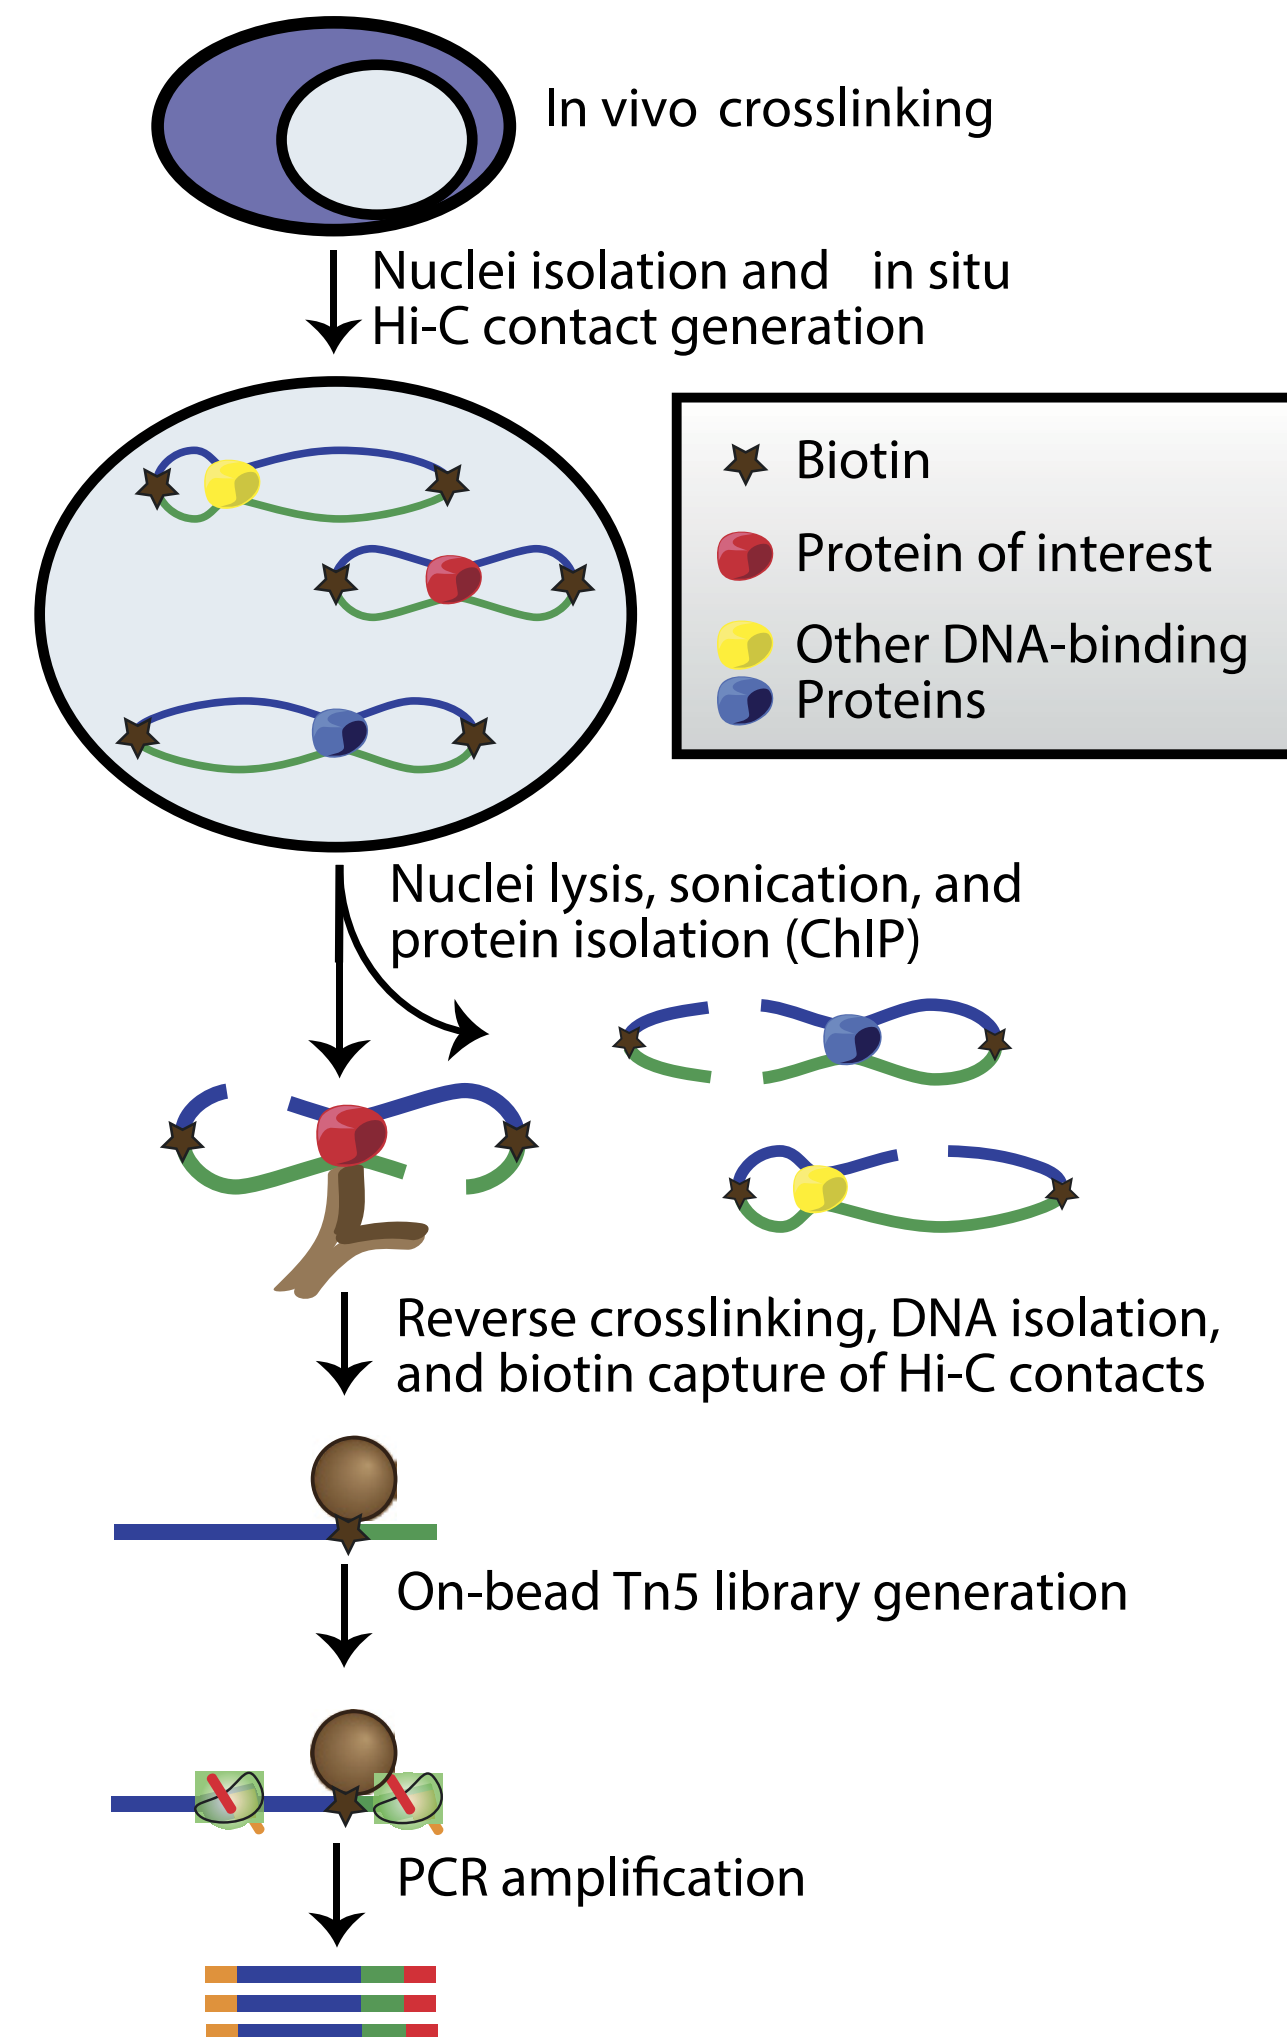 In vivo crosslinking
Nuclei isolation and in situ
Hi-C contact generation
Biotin
Protein of interest
Other DNA-binding
Proteins
Nuclei lysis, sonication, and
protein isolation (ChIP)
Reverse crosslinking, DNA isolation,
and biotin capture of Hi-C contacts
On-bead Tn5 library generation
PCR amplification